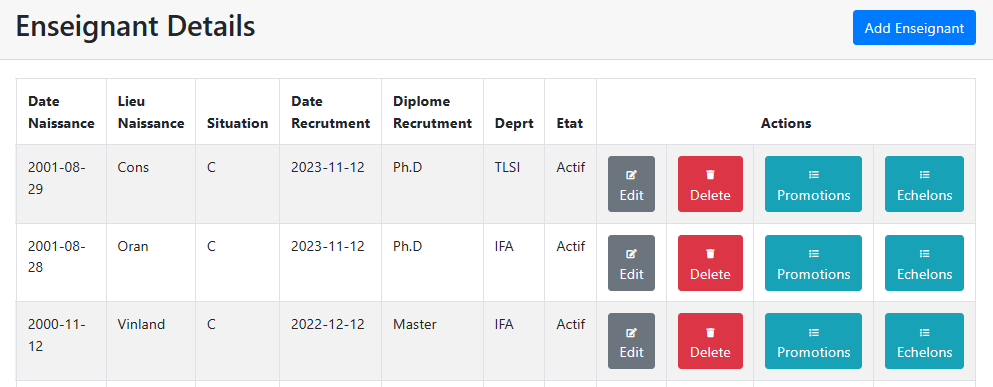 Enseignant Details
Add Enseignant
Date Naissance Lieu Naissance Situation Date Recrutment Diplome Recrutment Deprt Etat Actions
2001-08-29 Cons C 2023-11-12 Ph.D TLSI Actif Edit Delete Promotions Echelons
2001-08-28 Oran C 2023-11-12 Ph.D IFA Actif Edit Delete Promotions Echelons
2000-11-12 Vinland C 2022-12-12 Master IFA Actif Edit Delete Promotions Echelons